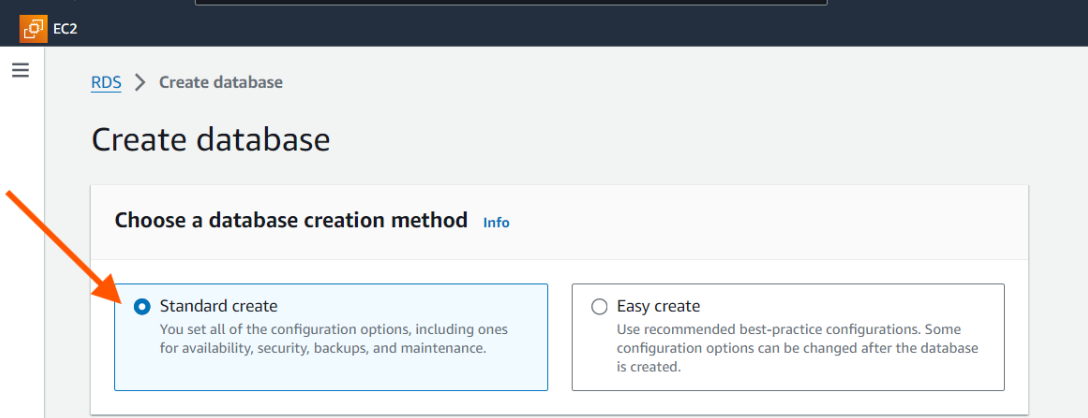 EC2
RDS > Create database
Create database
Choose a database creation method Info
Standard create
You set all of the configuration options, including ones
for availability, security, backups, and maintenance.
Easy create
Use recommended best-practice configurations. Some
configuration options can be changed after the database
is created.